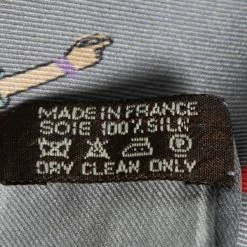 MADE IN FRANCE
SOIE 100% SILK
DRY CLEAN ONLY